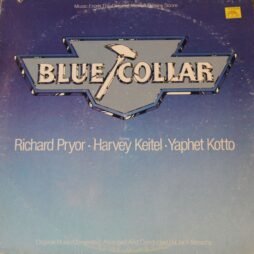 Music From The Original Motion Picture Score
BLUE COLLAR
Richard Pryor · Harvey Keitel · Yaphet Kotto
Original Music Composed, Arranged And Conducted By Jack Nitzsche